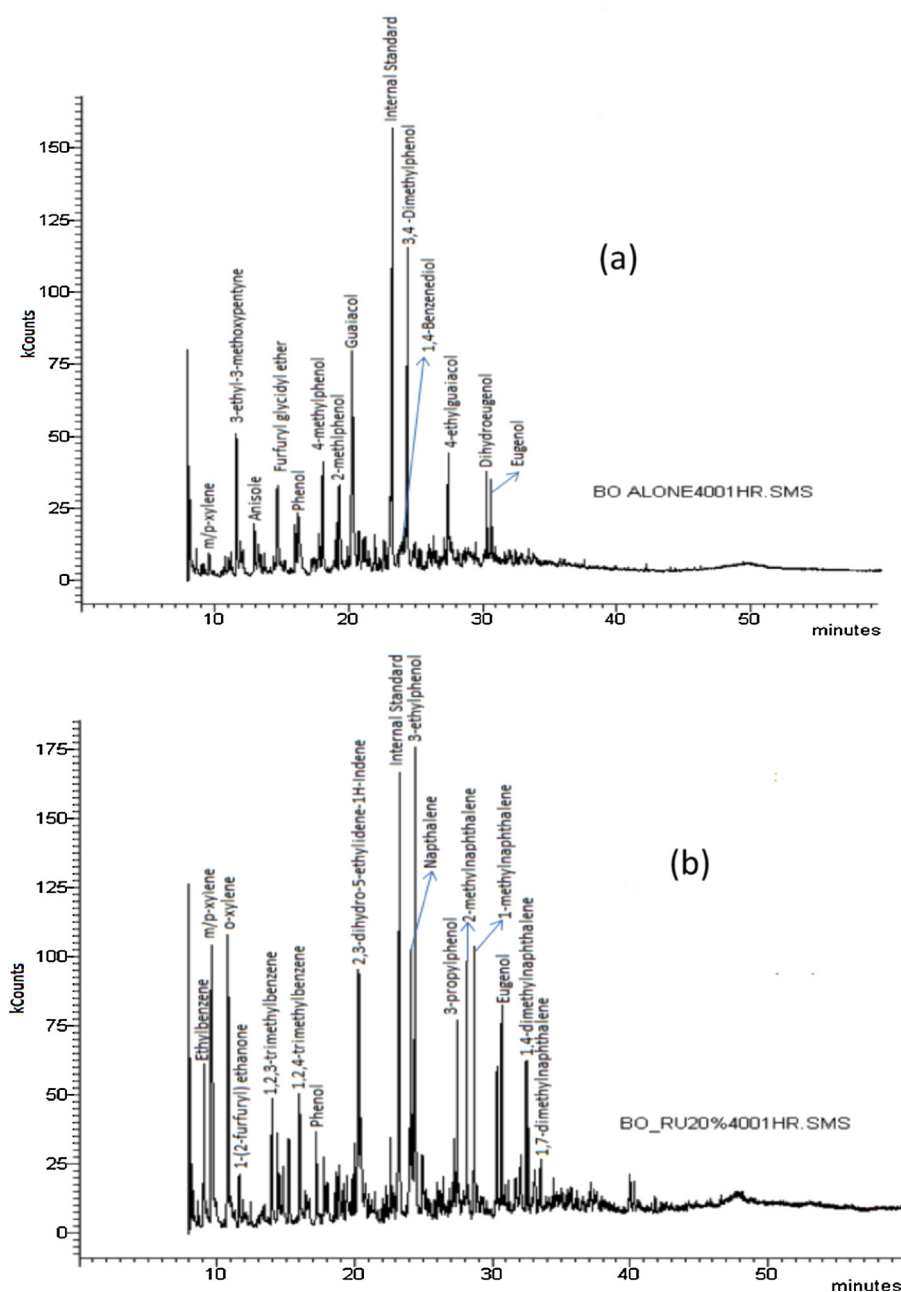 Internal Standard
3,4 -Dimethylphenol
150
125
(a)
100
3-ethyl-3-methoxypentyne
1,4-Benzenediol
kCounts
Guaiacol
75
Furfuryl glycidyl ether
4-methylphenol
4-ethylguaiacol
Dihydroeugenol
50
2-methlphenol
Eugenol
m/p-xylene
Anisole
Phenol
BO ALONE4001HR.SMS
25
0
10 20 30 40 50
minutes
Internal Standard
3-ethylphenol
175
2,3-dihydro-5-ethylidene-1H-Indene
150
Napthalene
2-methylnaphthalene
1-methylnaphthalene
(b)
125
m/p-xylene
o-xylene
1,4-dimethylnaphthalene
100
kCounts
3-propylphenol
Eugenol
Ethylbenzene
1,2,3-trimethylbenzene
1,2,4-trimethylbenzene
75
1,7-dimethylnaphthalene
1-(2-furfuryl) ethanone
Phenol
50
BO_RU20%4001HR.SMS
25
0
10 20 30 40 50
minutes